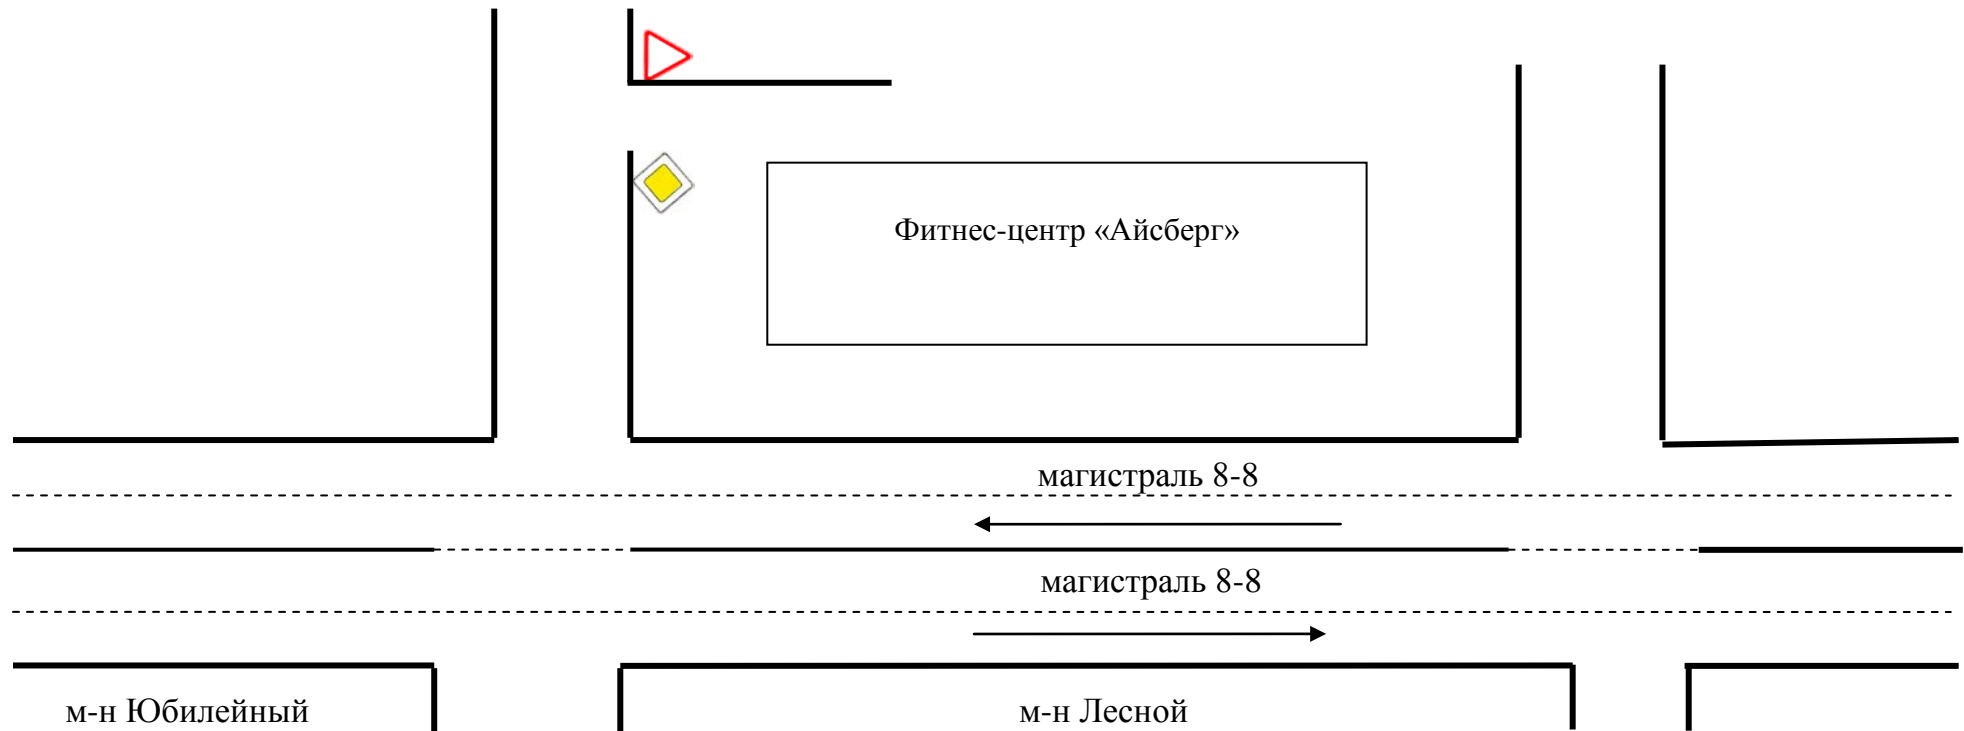 Фитнес-центр «Айсберг»
магистраль 8-8
магистраль 8-8
м-н Юбилейный
м-н Лесной